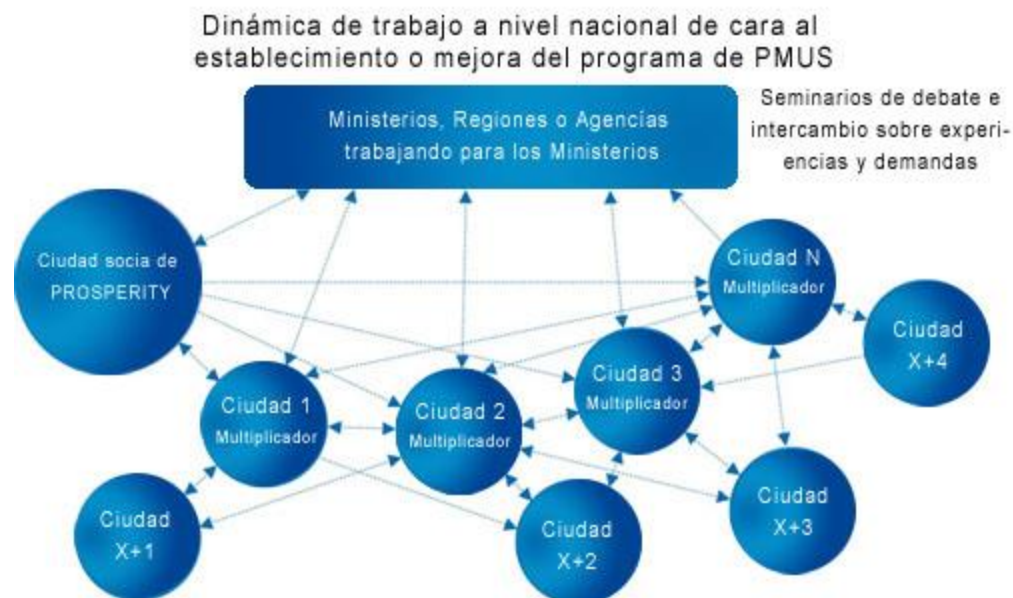 Dinámica de trabajo a nivel nacional de cara al
establecimiento o mejora del programa de PMUS
Ministerios, Regiones o Agencías
trabajando para los Ministerios
Seminarios de debate e
intercambio sobre experi-
encias y demandas
Ciudad socia de
PROSPERITY
Ciudad N
Multiplicador
Ciudad
X+4
Ciudad 3
Multiplicador
Ciudad 1
Multiplicador
Ciudad 2
Multiplicador
Ciudad
X+1
Ciudad
X+2
Ciudad
X+3